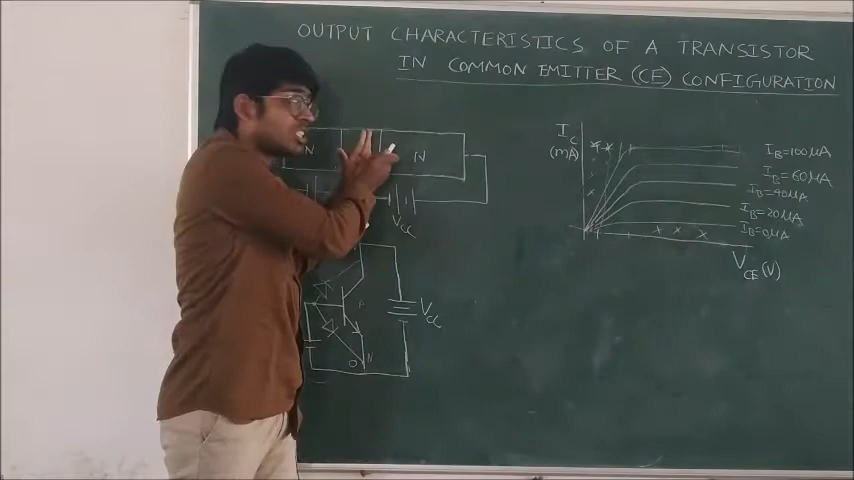 OUTPUT CHARACTERISTICS OF A TRANSISTOR
IN COMMON EMITTER (CE) CONFIGURATION
N
N
VCC
N
VCC
IC
(mA)
IB=100μA
IB=60μA
IB=40μA
IB=20μA
IB=0μA
VCE(V)